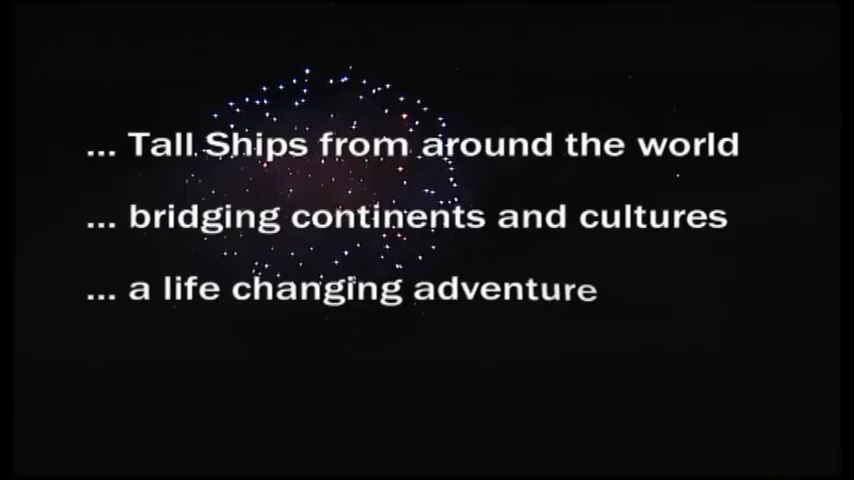 ... Tall Ships from around the world
... bridging continents and cultures
... a life changing adventure